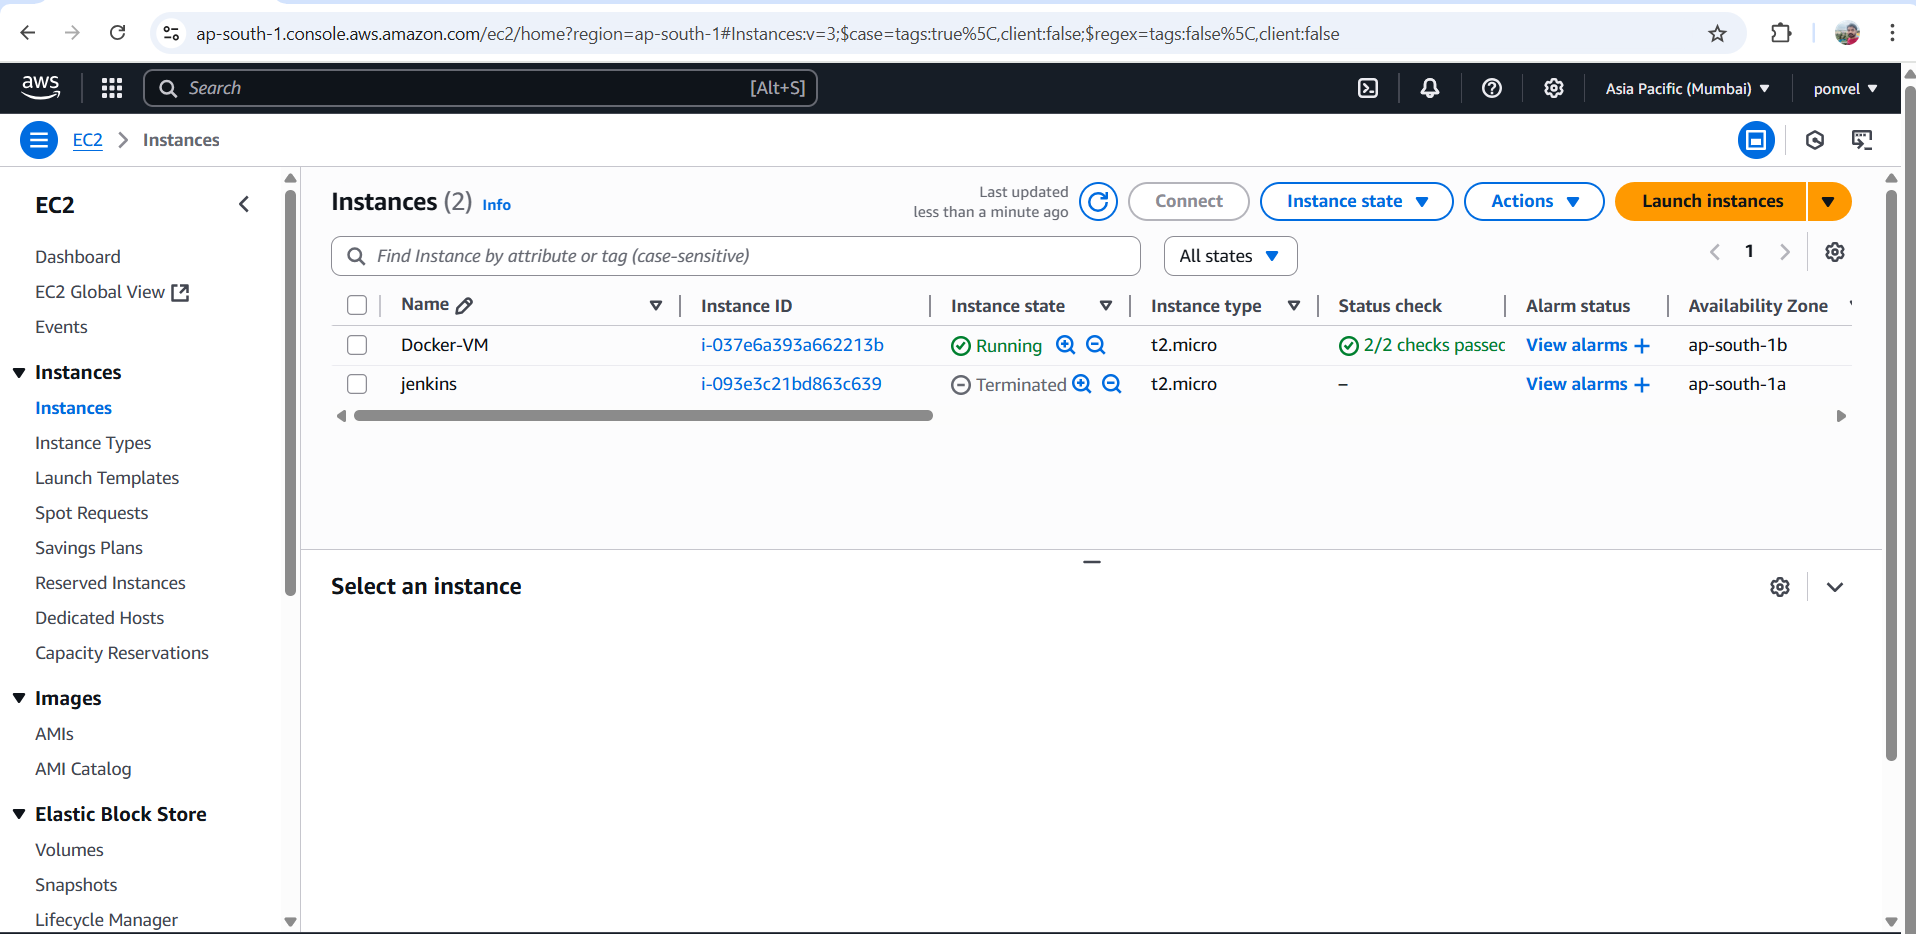 ap-south-1.console.aws.amazon.com/ec2/home?region=ap-south-1#Instances:v=3;$case=tags:true%5C,client:false;$regex=tags:false%5C,client:false
aws
Search [Alt+S]
Asia Pacific (Mumbai) ponvel
EC2 Instances
EC2
Dashboard
EC2 Global View
Events
Instances
Instances
Instance Types
Launch Templates
Spot Requests
Savings Plans
Reserved Instances
Dedicated Hosts
Capacity Reservations
Images
AMIs
AMI Catalog
Elastic Block Store
Volumes
Snapshots
Lifecycle Manager
Instances (2) Info
Last updated
less than a minute ago
Connect Instance state Actions Launch instances
Find Instance by attribute or tag (case-sensitive) All states 1
Name Instance ID Instance state Instance type Status check Alarm status Availability Zone
Docker-VM i-037e6a393a662213b Running t2.micro 2/2 checks passed View alarms + ap-south-1b
jenkins i-093e3c21bd863c639 Terminated t2.micro – View alarms + ap-south-1a
Select an instance